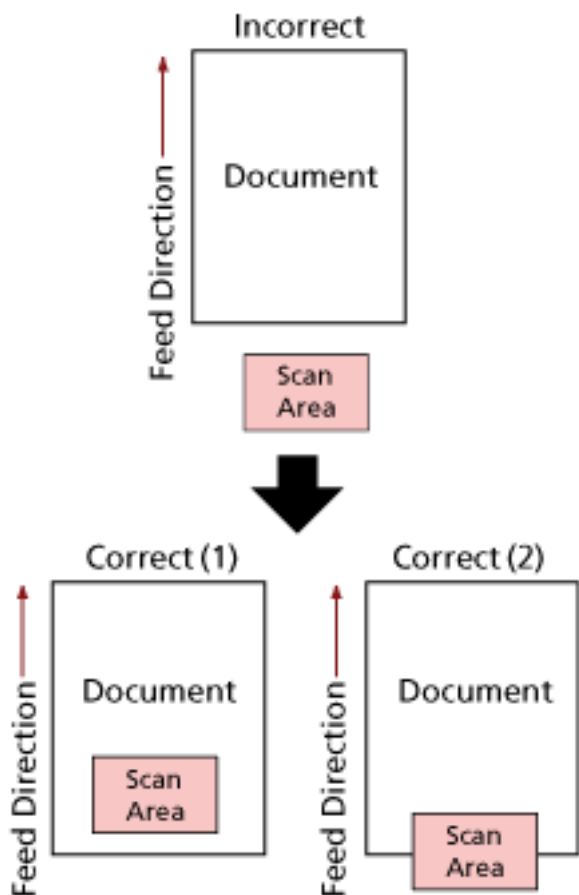 Incorrect
Feed Direction
Document
Scan
Area
Correct (1)
Feed Direction
Document
Scan
Area
Correct (2)
Feed Direction
Document
Scan
Area